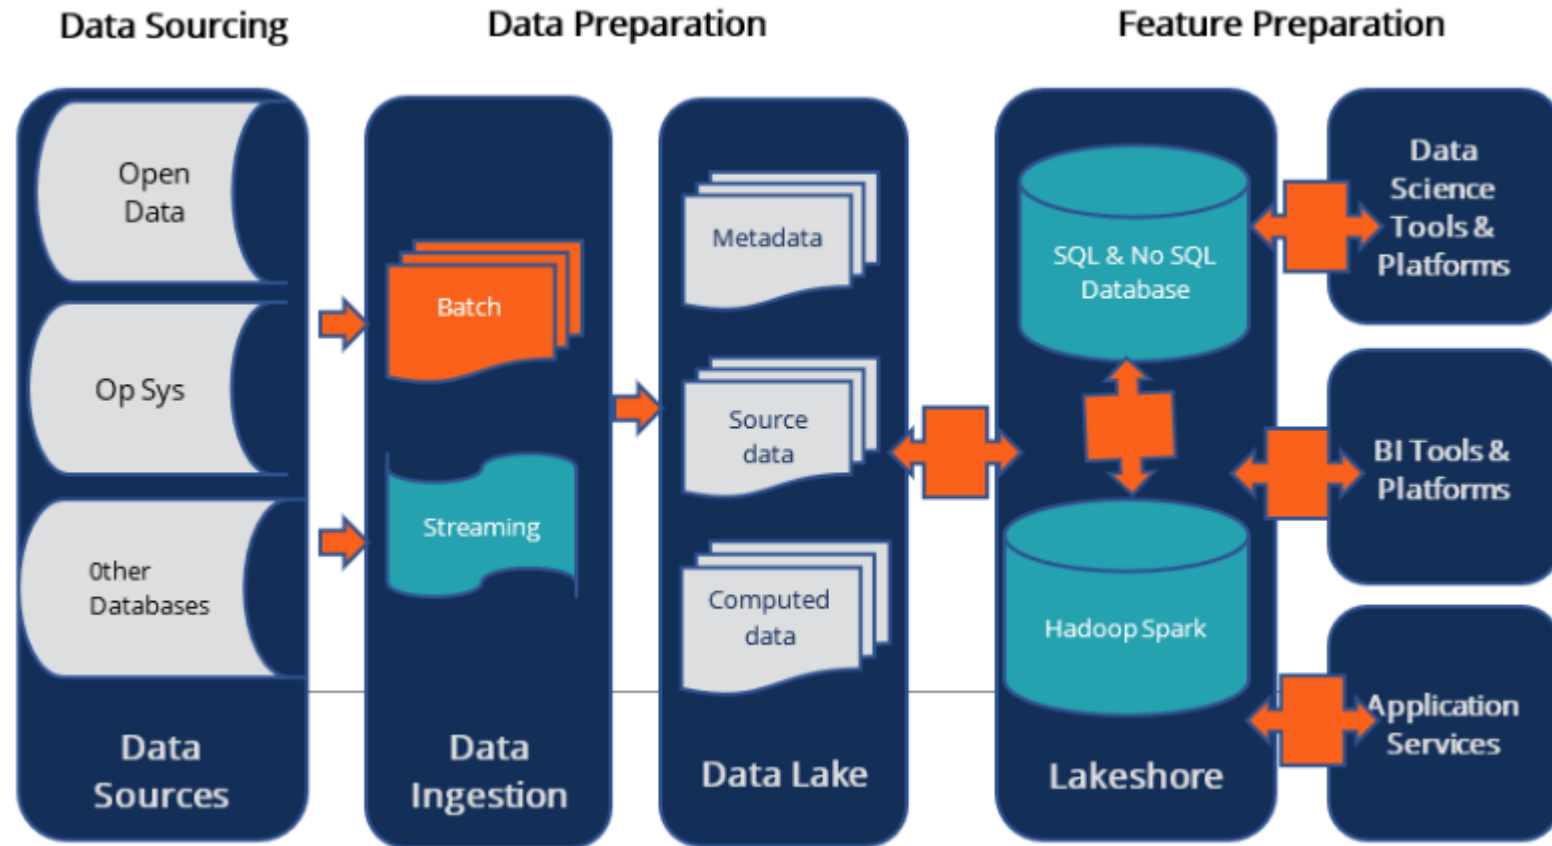 Data Sourcing
Data Preparation
Feature Preparation
Open
Data
Op Sys
0ther
Databases
Data
Sources
Batch
Streaming
Data
Ingestion
Metadata
Source
data
Computed
data
Data Lake
SQL & No SQL
Database
Hadoop Spark
Lakeshore
Data
Science
Tools &
Platforms
BI Tools &
Platforms
Application
Services